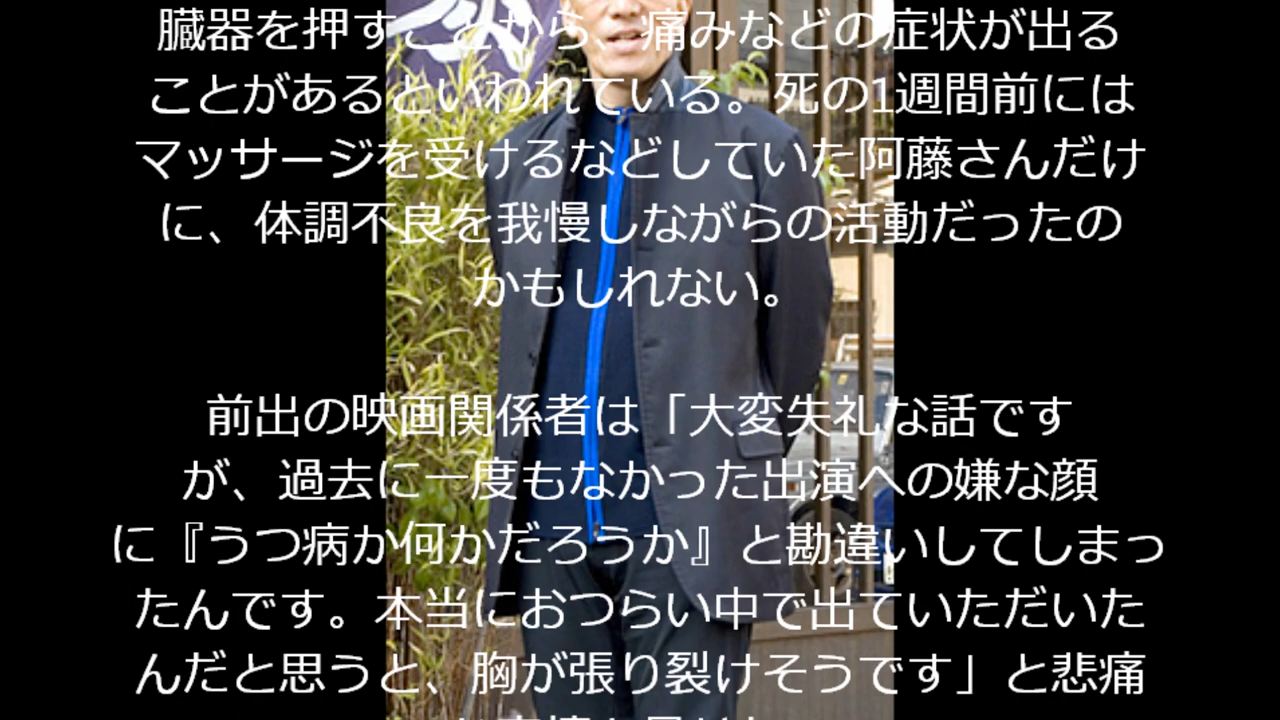 臓器を押すことから、痛みなどの症状が出る
ことがあるといわれている。死の1週間前には
マッサージを受けるなどしていた阿藤さんだけ
に、体調不良を我慢しながらの活動だったの
かもしれない。
前出の映画関係者は「大変失礼な話です
が、過去に一度もなかった出演への嫌な顔
に『うつ病か何かだろうか』と勘違いしてしまっ
たんです。本当におつらい中で出ていただいた
んだと思うと、胸が張り裂けそうです」と悲痛